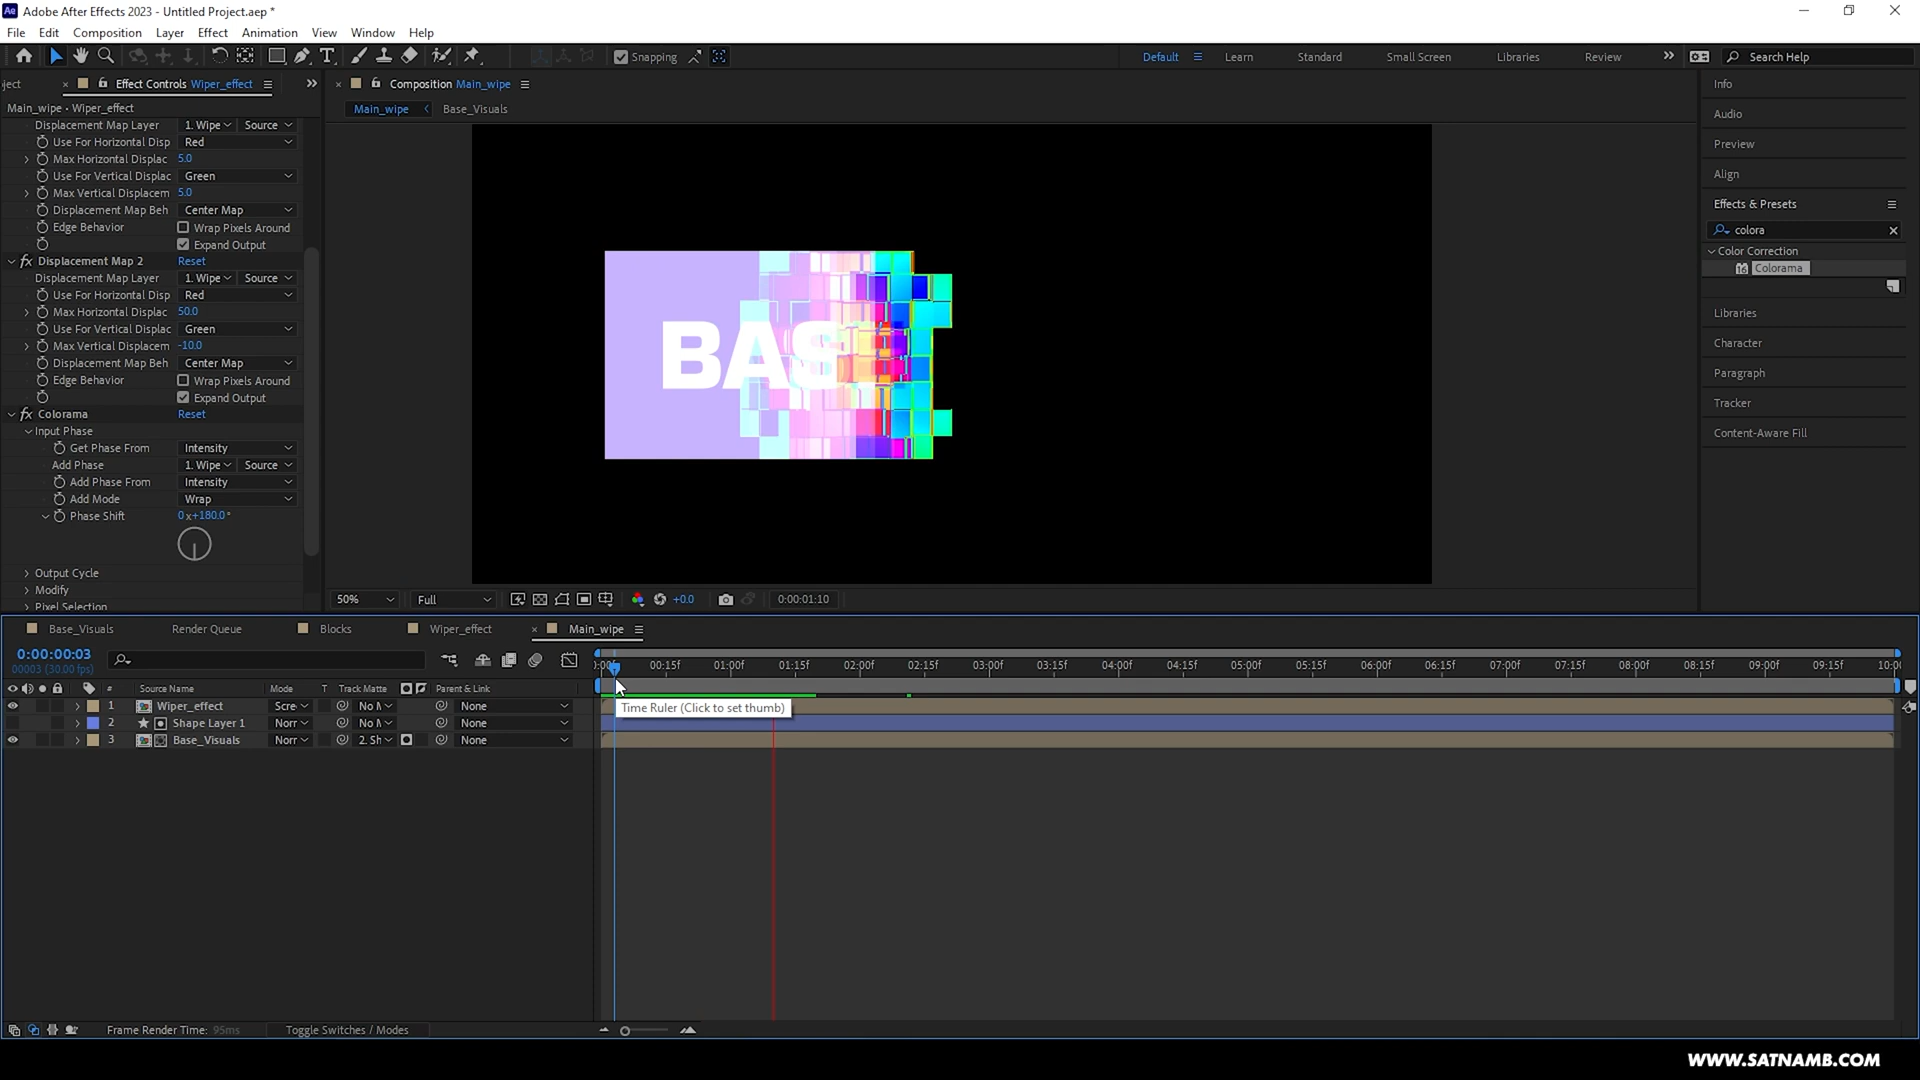 Adobe After Effects 2023 - Untitled Project.aep *
File Edit Composition Layer Effect Animation View Window Help
Snapping Default Learn Standard Small Screen Libraries Review Search Help
ject Effect Controls Wiper_effect
Composition Main_wipe
Main_wipe • Wiper_effect
Main_wipe Base_Visuals
Displacement Map Layer 1. Wipe Source
Use For Horizontal Disp Red
Max Horizontal Displac 5.0
Use For Vertical Displac Green
Max Vertical Displacem 5.0
Displacement Map Beh Center Map
Edge Behavior Wrap Pixels Around
Expand Output
fx Displacement Map 2 Reset
Displacement Map Layer 1. Wipe Source
Use For Horizontal Disp Red
Max Horizontal Displac 50.0
Use For Vertical Displac Green
Max Vertical Displacem -10.0
Displacement Map Beh Center Map
Edge Behavior Wrap Pixels Around
Expand Output
fx Colorama Reset
Input Phase
Get Phase From Intensity
Add Phase 1. Wipe Source
Add Phase From Intensity
Add Mode Wrap
Phase Shift 0x+180.0°
Output Cycle
Modify
Pixel Selection
BAS
50% Full +0.0 0:00:01:10
Info
Audio
Preview
Align
Effects & Presets
colora
Color Correction
16 Colorama
Libraries
Character
Paragraph
Tracker
Content-Aware Fill
Base_Visuals Render Queue Blocks Wiper_effect Main_wipe
0:00:00:03
00003 (30.00 fps)
):00f 00:15f 01:00f 01:15f 02:00f 02:15f 03:00f 03:15f 04:00f 04:15f 05:00f 05:15f 06:00f 06:15f 07:00f 07:15f 08:00f 08:15f 09:00f 09:15f 10:0(
# Source Name Mode T Track Matte Parent & Link
1 Wiper_effect Scre No M None
2 Shape Layer 1 Norr No M None
3 Base_Visuals Norr 2. Sh None
Time Ruler (Click to set thumb)
Frame Render Time: 95ms Toggle Switches / Modes
WWW.SATNAMB.COM